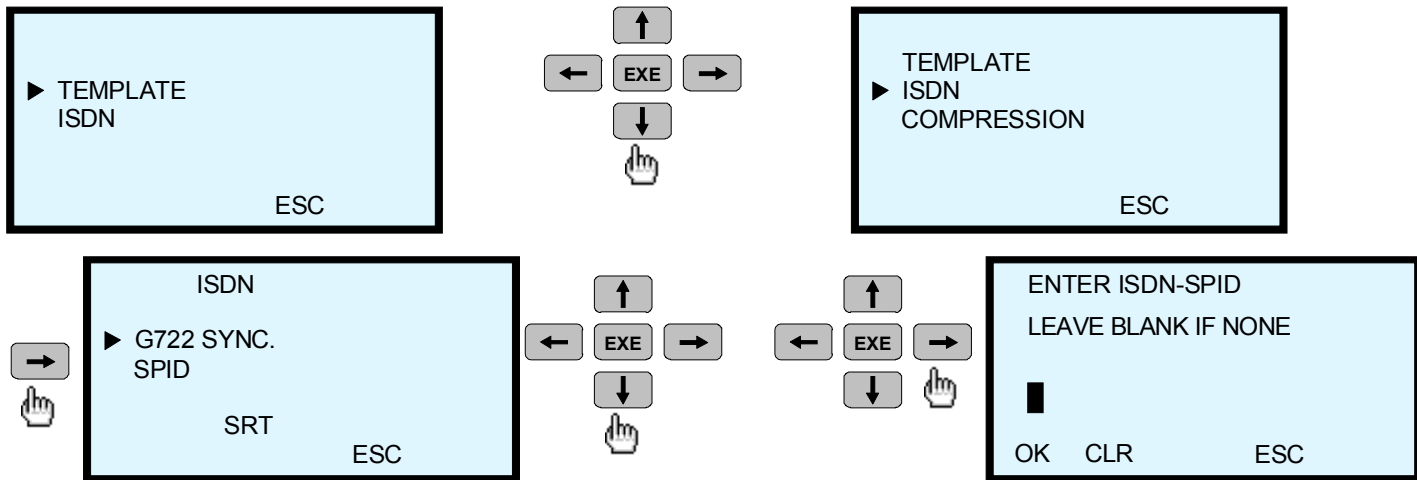 TEMPLATE
ISDN
ESC
EXE
TEMPLATE
ISDN
COMPRESSION
ESC
ISDN
G722 SYNC.
SPID
SRT
ESC
EXE
EXE
ENTER ISDN-SPID
LEAVE BLANK IF NONE
OK CLR ESC